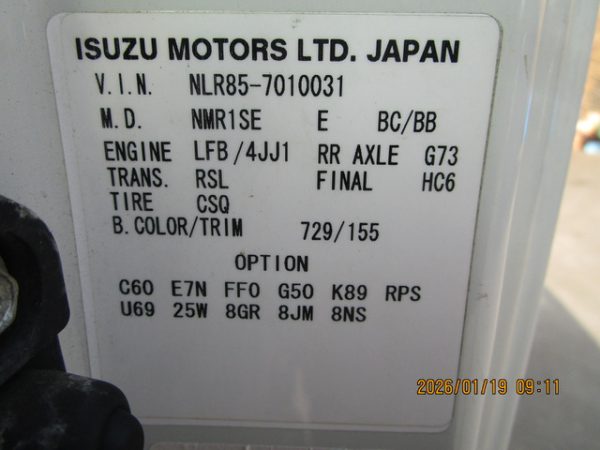 ISUZU MOTORS LTD. JAPAN
V.I.N. NLR85-7010031
M.D. NMR1SE E BC/BB
ENGINE LFB/4JJ1 RR AXLE G73
TRANS. RSL FINAL HC6
TIRE CSQ
B.COLOR/TRIM 729/155
OPTION
C60 E7N FF0 G50 K89 RPS
U69 25W 8GR 8JM 8NS
2026/01/19 09:11